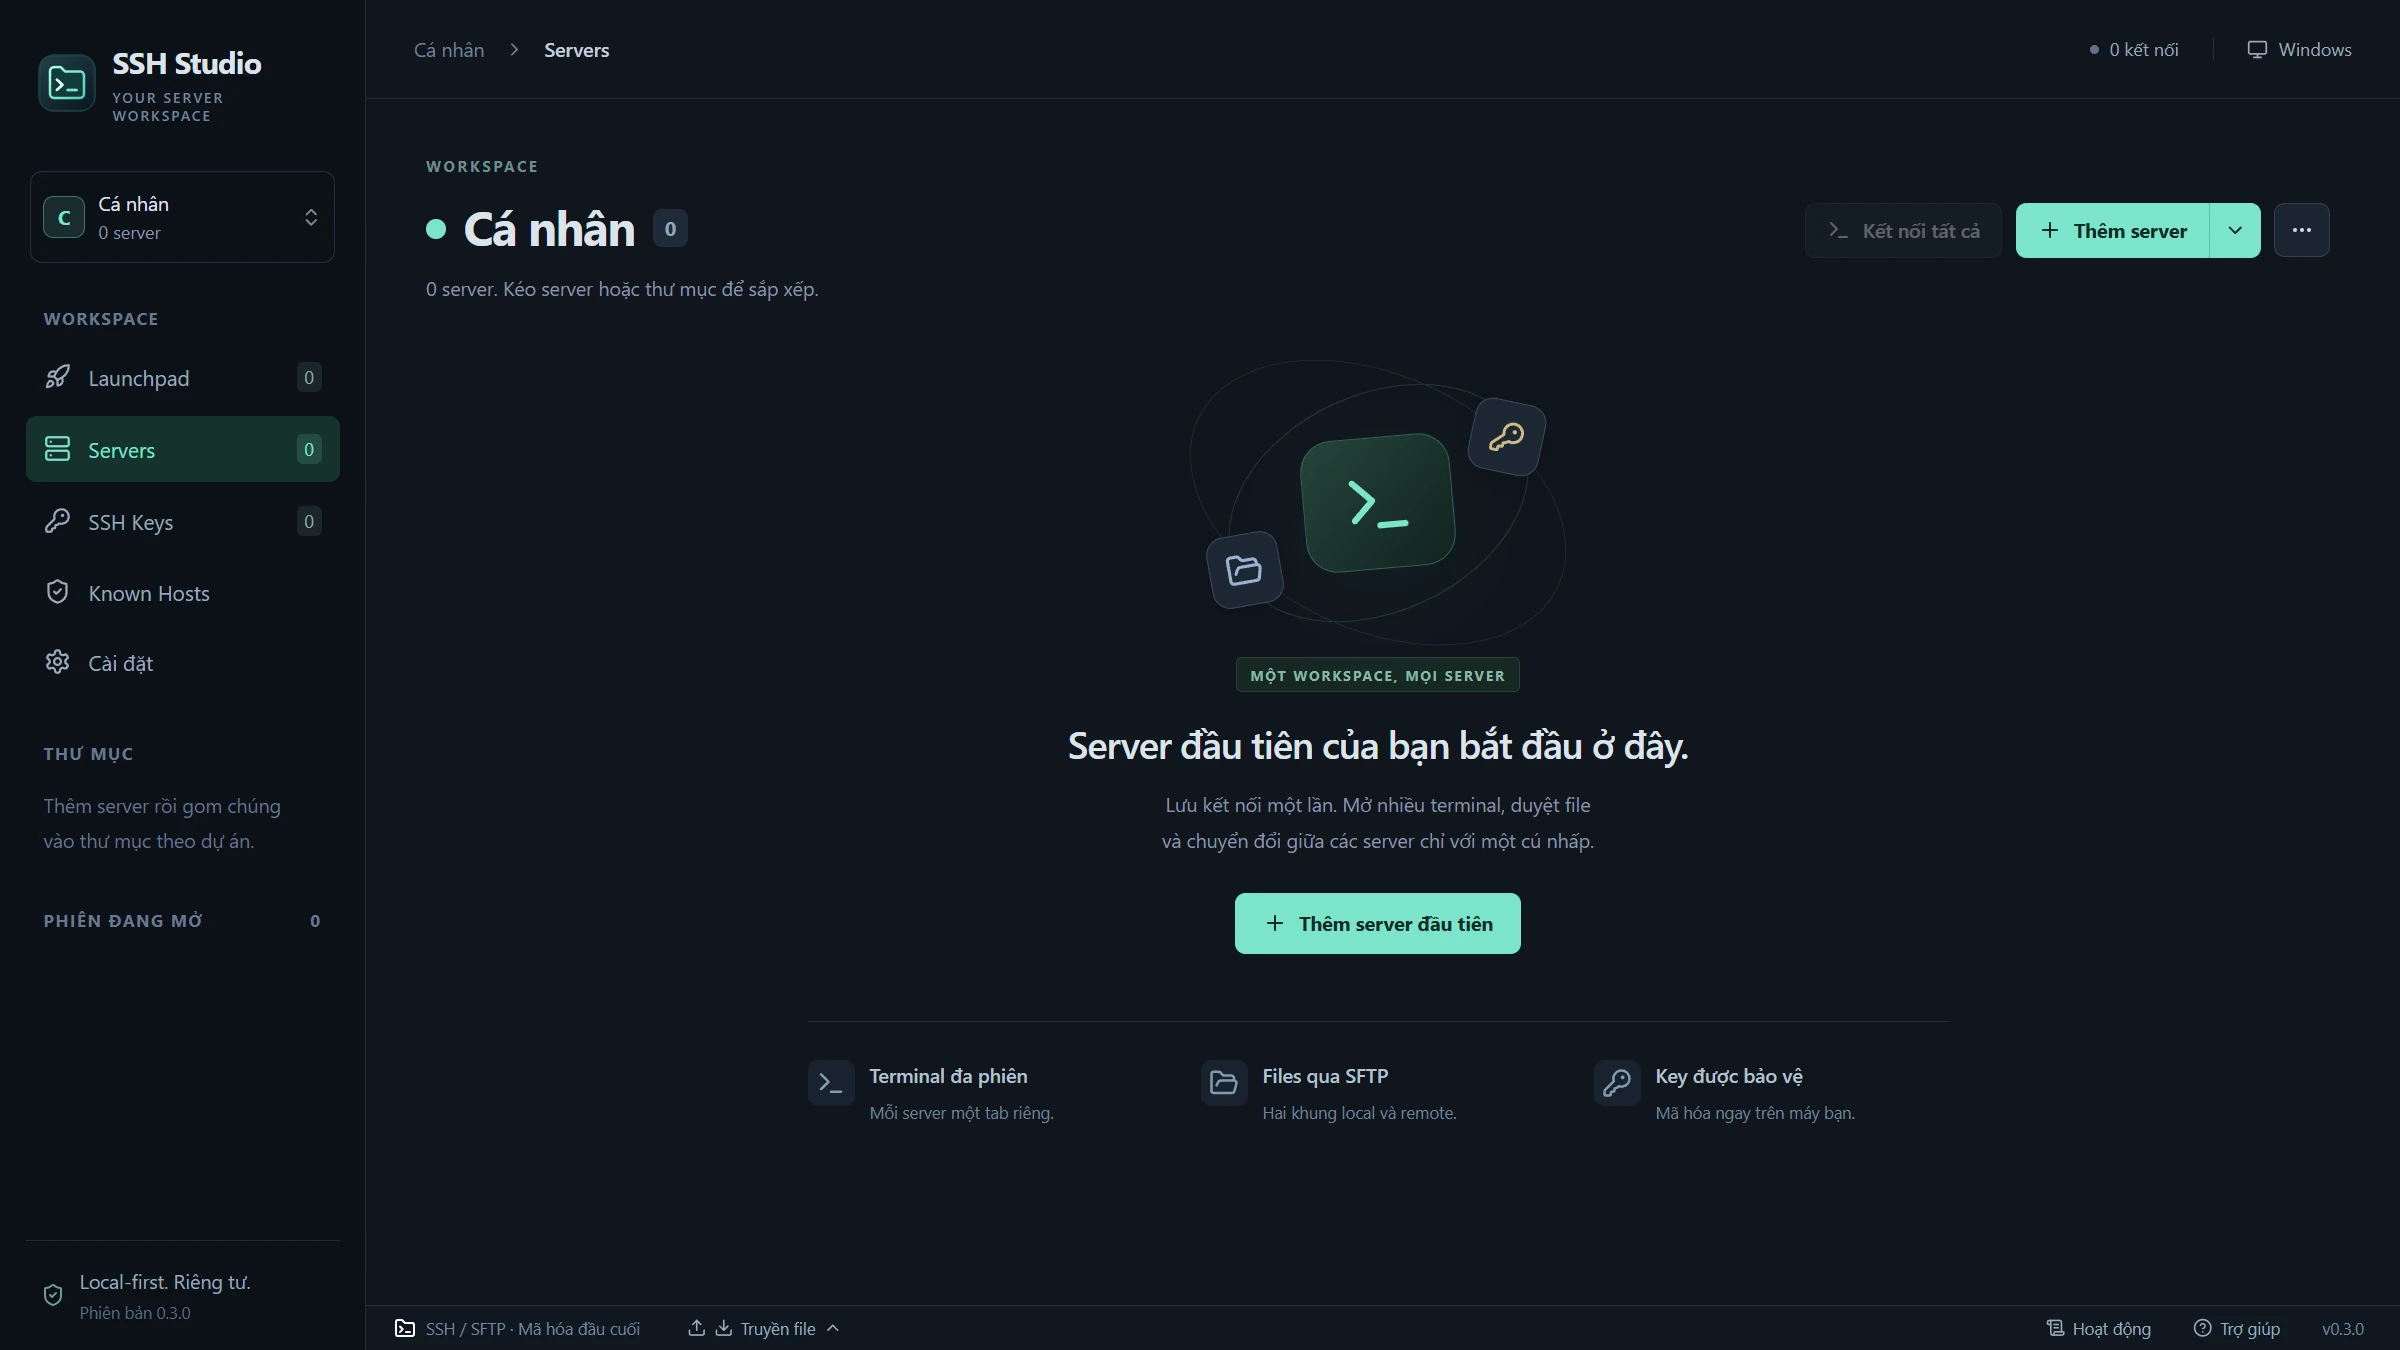 SSH Studio
YOUR SERVER
WORKSPACE
C
Cá nhân
0 server
WORKSPACE
Launchpad 0
Servers 0
SSH Keys 0
Known Hosts
Cài đặt
THƯ MỤC
Thêm server rồi gom chúng
vào thư mục theo dự án.
PHIÊN ĐANG MỞ 0
Local-first. Riêng tư.
Phiên bản 0.3.0
Cá nhân > Servers
0 kết nối
Windows
WORKSPACE
Cá nhân 0
0 server. Kéo server hoặc thư mục để sắp xếp.
Kết nối tất cả
Thêm server
MỘT WORKSPACE, MỌI SERVER
Server đầu tiên của bạn bắt đầu ở đây.
Lưu kết nối một lần. Mở nhiều terminal, duyệt file
và chuyển đổi giữa các server chỉ với một cú nhấp.
Thêm server đầu tiên
Terminal đa phiên
Mỗi server một tab riêng.
Files qua SFTP
Hai khung local và remote.
Key được bảo vệ
Mã hóa ngay trên máy bạn.
SSH / SFTP · Mã hóa đầu cuối
Truyền file
Hoạt động
Trợ giúp
v0.3.0